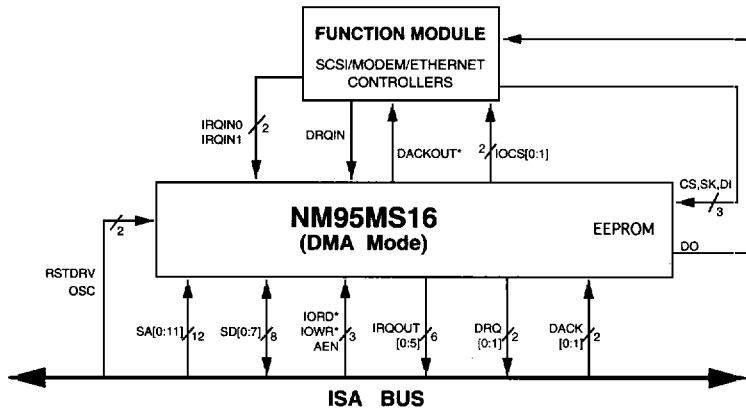 FUNCTION MODULE
SCSI/MODEM/ETHERNET
CONTROLLERS
IRQIN0
IRQIN1
2
DRQIN
DACKOUT*
2
IOCS[0:1]
CS,SK,DI
3
NM95MS16
(DMA Mode)
EEPROM
DO
2
RSTDRV
OSC
SA[0:11]
12
SD[0:7]
8
IORD*
IOWR*
AEN
3
IRQOUT
[0:5]
6
DRQ
[0:1]
2
DACK
[0:1]
2
ISA BUS